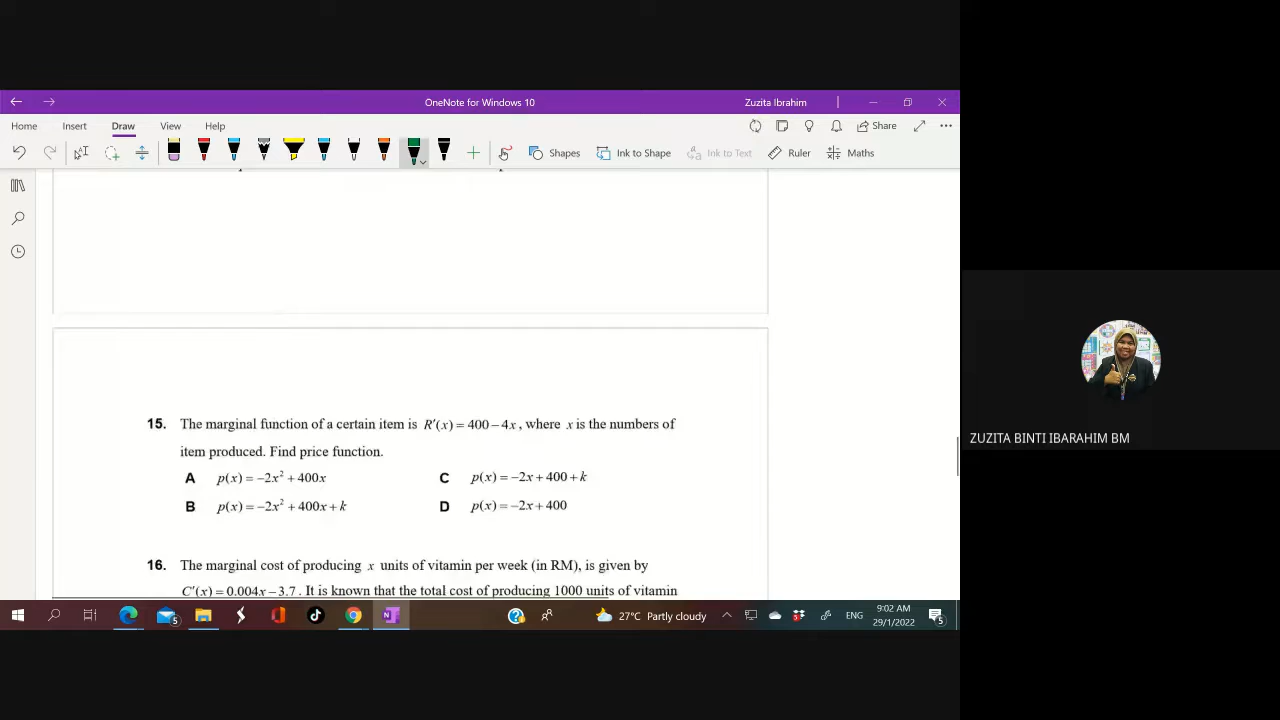 OneNote for Windows 10
Zuzita Ibrahim
Home Insert Draw View Help
Share
Shapes Ink to Shape Ink to Text Ruler Maths
15. The marginal function of a certain item is R′(x) = 400 − 4x, where x is the numbers of
item produced. Find price function.
A p(x) = −2x² + 400x C p(x) = −2x + 400 + k
B p(x) = −2x² + 400x + k D p(x) = −2x + 400
16. The marginal cost of producing x units of vitamin per week (in RM), is given by
C′(x) = 0.004x − 3.7. It is known that the total cost of producing 1000 units of vitamin
ZUZITA BINTI IBARAHIM BM
5
27°C Partly cloudy
ENG
9:02 AM
29/1/2022
5